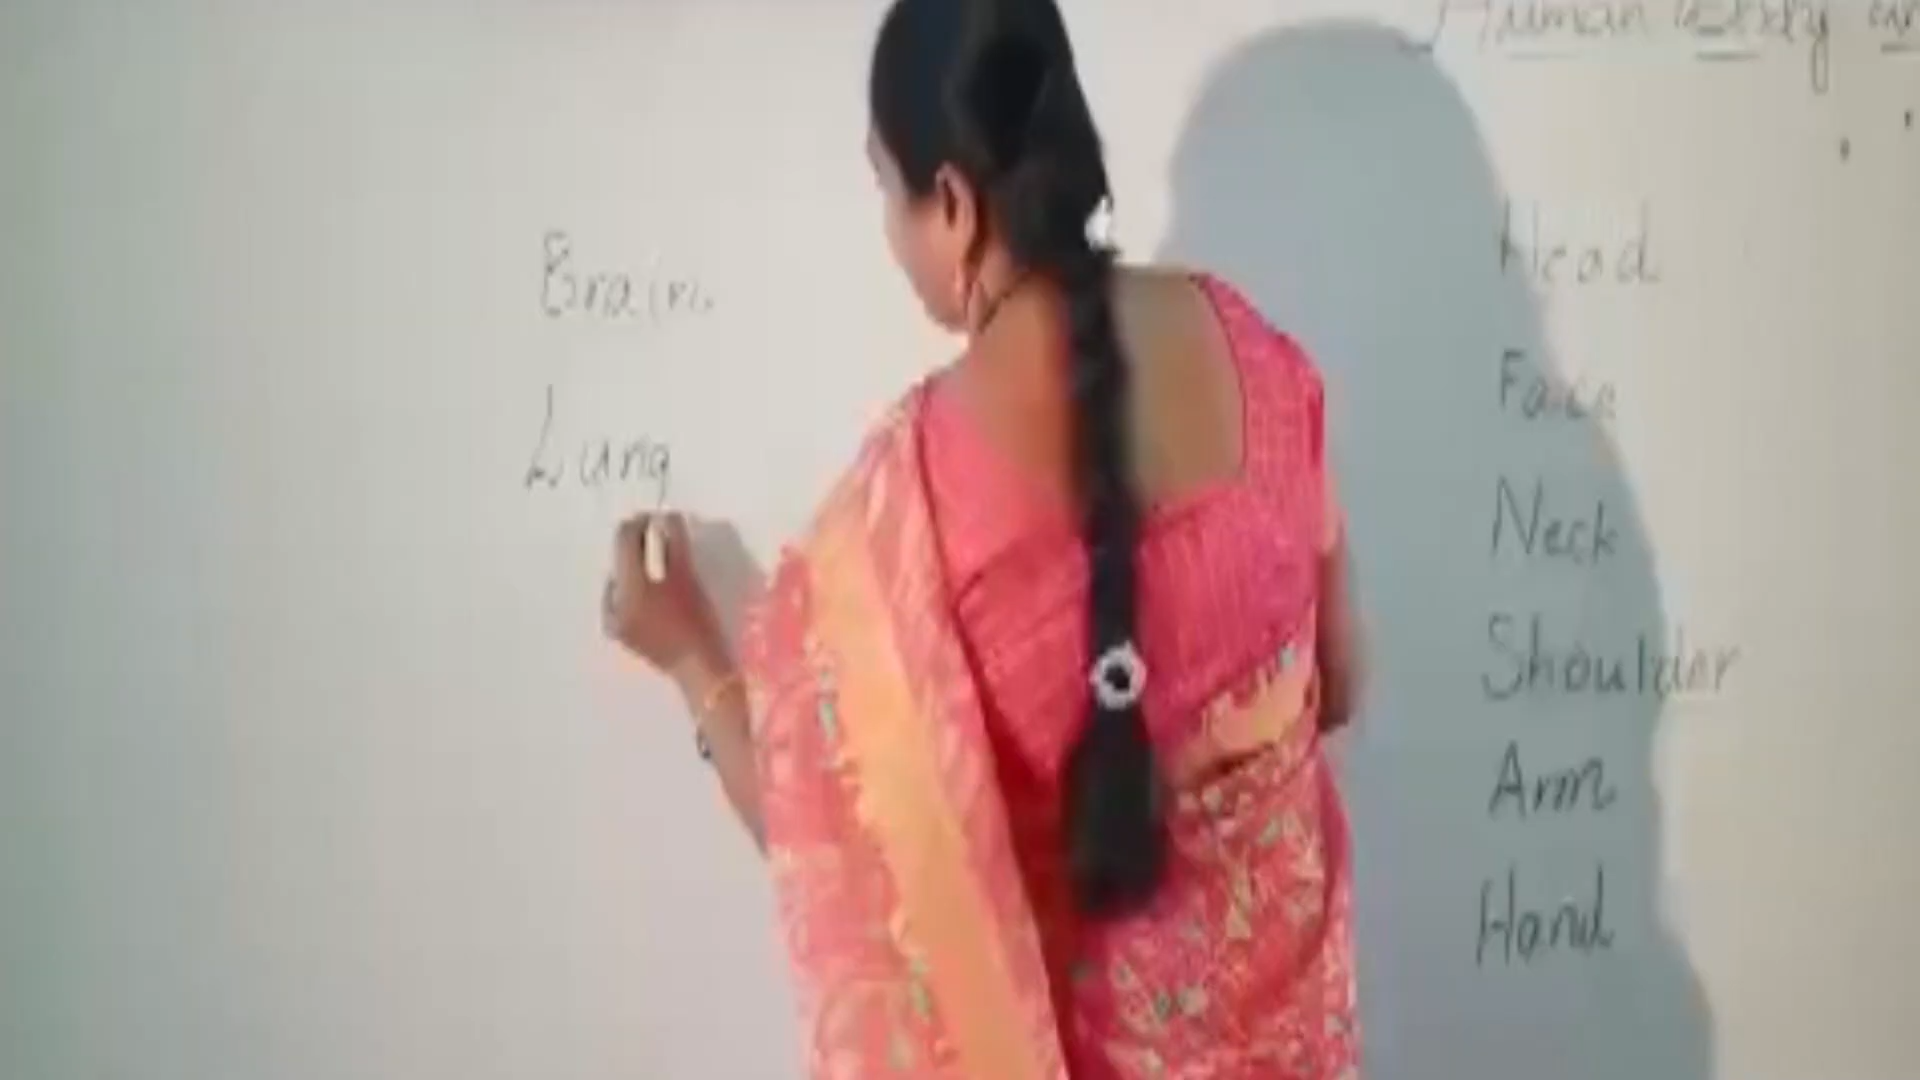 Human body
Brain
Lung
Head
Face
Neck
Shoulder
Arm
Hand